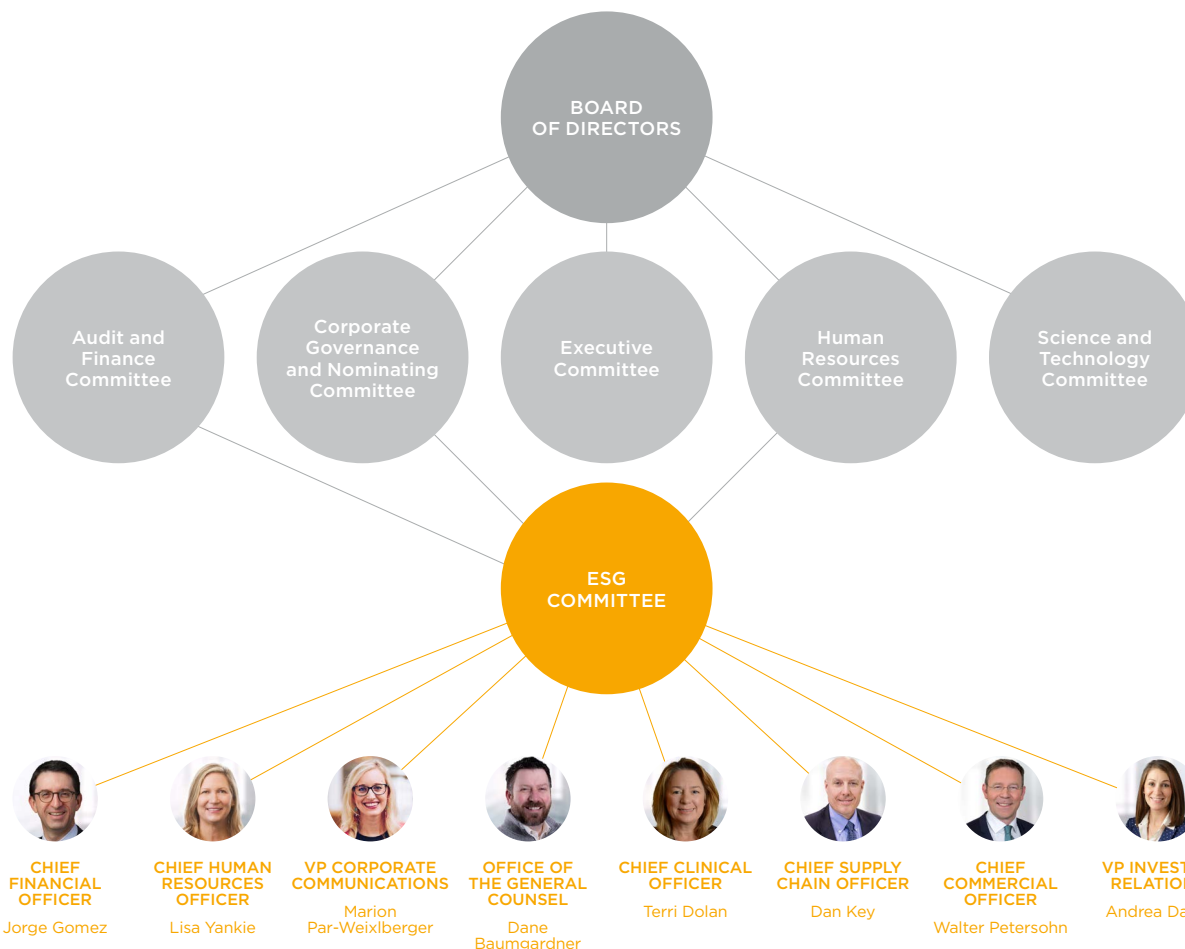 BOARD
OF DIRECTORS
Audit and
Finance
Committee
Corporate
Governance
and Nominating
Committee
Executive
Committee
Human
Resources
Committee
Science and
Technology
Committee
ESG
COMMITTEE
CHIEF
FINANCIAL
OFFICER
Jorge Gomez
CHIEF HUMAN
RESOURCES
OFFICER
Lisa Yankie
VP CORPORATE
COMMUNICATIONS
Marion
Par-Weixlberger
OFFICE OF
THE GENERAL
COUNSEL
Dane
Baumgardner
CHIEF CLINICAL
OFFICER
Terri Dolan
CHIEF SUPPLY
CHAIN OFFICER
Dan Key
CHIEF
COMMERCIAL
OFFICER
Walter Petersohn
VP
Andrea